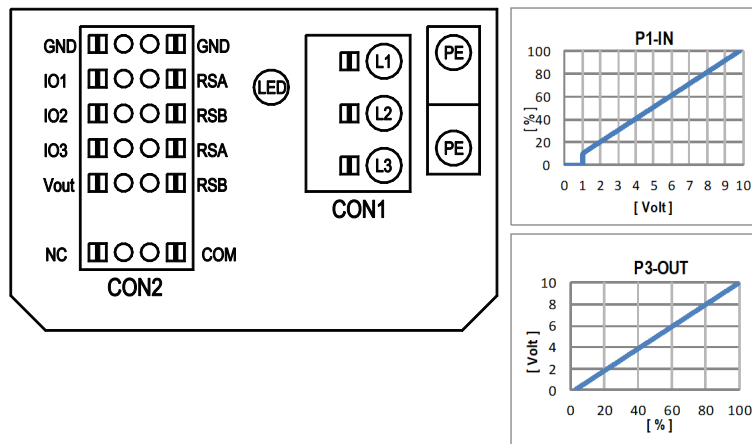 GND GND
IO1 RSA
IO2 RSB
IO3 RSA
Vout RSB
NC COM
CON2
LED
L1
L2
L3
CON1
PE
PE
P1-IN
[ % ]
100
80
60
40
20
0
0 1 2 3 4 5 6 7 8 9 10
[ Volt ]
P3-OUT
[ Volt ]
10
8
6
4
2
0
0 20 40 60 80 100
[ % ]